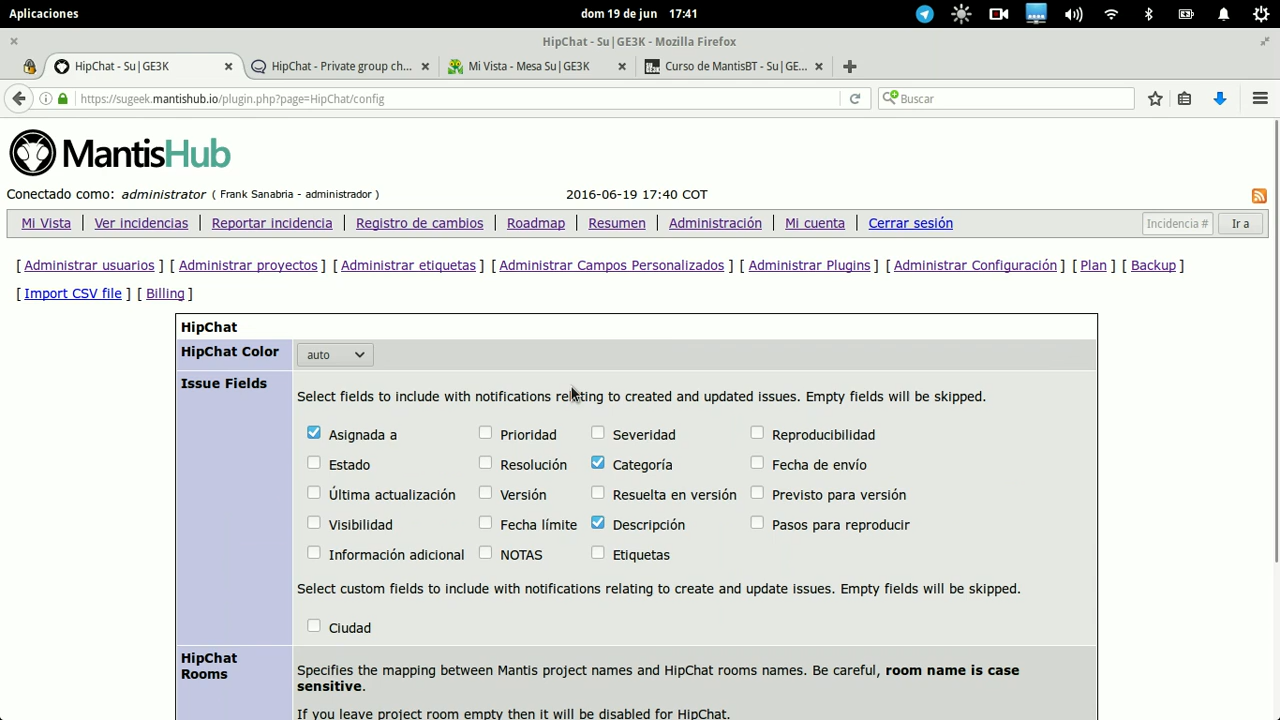 Aplicaciones dom 19 de jun 17:41
HipChat - Su|GE3K - Mozilla Firefox
HipChat - Su|GE3K HipChat - Private group ch... Mi Vista - Mesa Su|GE3K Curso de MantisBT - Su|GE...
https://sugeek.mantishub.io/plugin.php?page=HipChat/config Buscar
MantisHub
Conectado como: administrator ( Frank Sanabria - administrador ) 2016-06-19 17:40 COT
Mi Vista | Ver incidencias | Reportar incidencia | Registro de cambios | Roadmap | Resumen | Administración | Mi cuenta | Cerrar sesión Incidencia # Ir a
[ Administrar usuarios ] [ Administrar proyectos ] [ Administrar etiquetas ] [ Administrar Campos Personalizados ] [ Administrar Plugins ] [ Administrar Configuración ] [ Plan ] [ Backup ]
[ Import CSV file ] [ Billing ]
HipChat
HipChat Color auto
Issue Fields
Select fields to include with notifications relating to created and updated issues. Empty fields will be skipped.
Asignada a Prioridad Severidad Reproducibilidad
Estado Resolución Categoría Fecha de envío
Última actualización Versión Resuelta en versión Previsto para versión
Visibilidad Fecha límite Descripción Pasos para reproducir
Información adicional NOTAS Etiquetas
Select custom fields to include with notifications relating to create and update issues. Empty fields will be skipped.
Ciudad
HipChat Rooms
Specifies the mapping between Mantis project names and HipChat rooms names. Be careful, room name is case
sensitive.
If you leave project room empty then it will be disabled for HipChat.